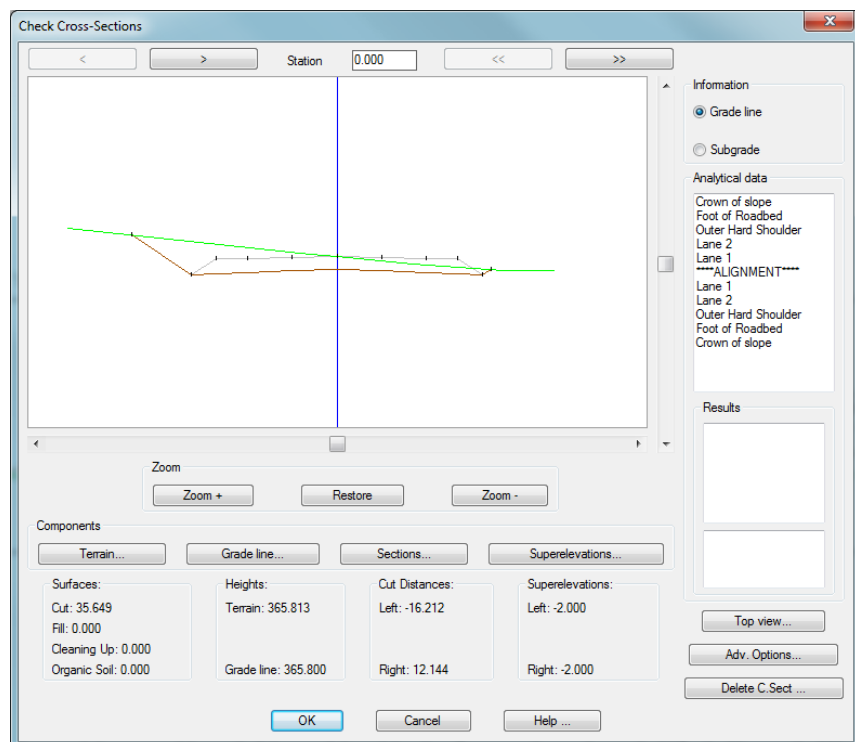 Check Cross-Sections
< > Station 0.000 << >>
Information
Grade line
Subgrade
Analytical data
Crown of slope
Foot of Roadbed
Outer Hard Shoulder
Lane 2
Lane 1
****ALIGNMENT****
Lane 1
Lane 2
Outer Hard Shoulder
Foot of Roadbed
Crown of slope
Results
Zoom
Zoom + Restore Zoom -
Components
Terrain... Grade line... Sections... Superelevations...
Surfaces: Heights: Cut Distances: Superelevations:
Cut: 35.649 Terrain: 365.813 Left: -16.212 Left: -2.000
Fill: 0.000
Cleaning Up: 0.000
Organic Soil: 0.000 Grade line: 365.800 Right: 12.144 Right: -2.000
Top view...
Adv. Options...
Delete C.Sect ...
OK Cancel Help ...